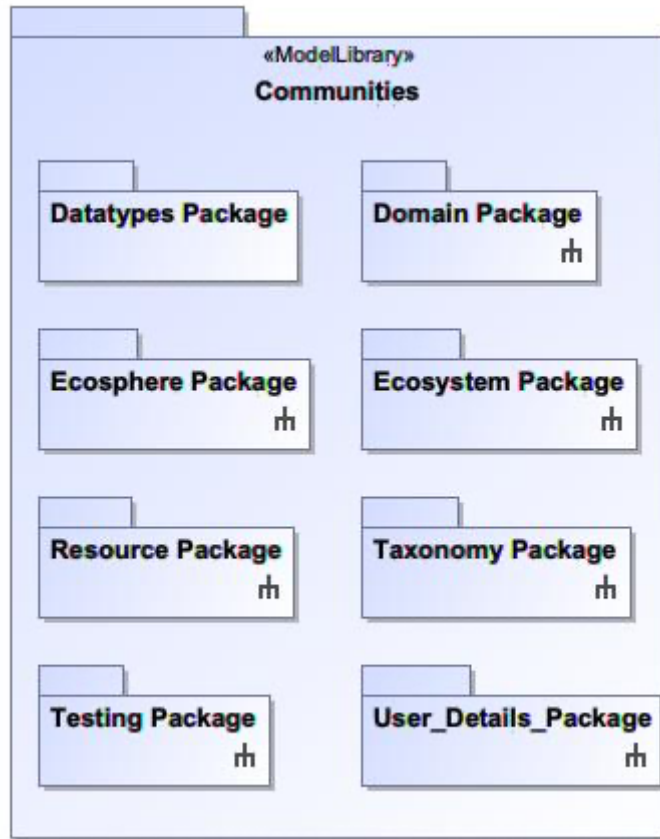 «ModelLibrary»
Communities
Datatypes Package
Domain Package
Ecosphere Package
Ecosystem Package
Resource Package
Taxonomy Package
Testing Package
User_Details_Package